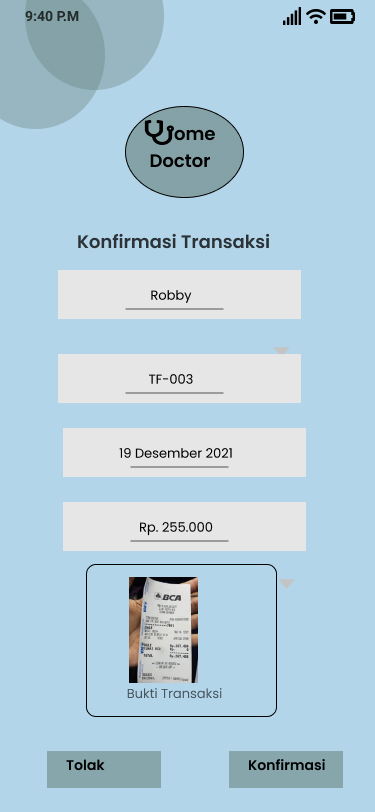 9:40 P.M
ome
Doctor
Konfirmasi Transaksi
Robby
TF-003
19 Desember 2021
Rp. 255.000
BCA
Bukti Transaksi
Tolak
Konfirmasi